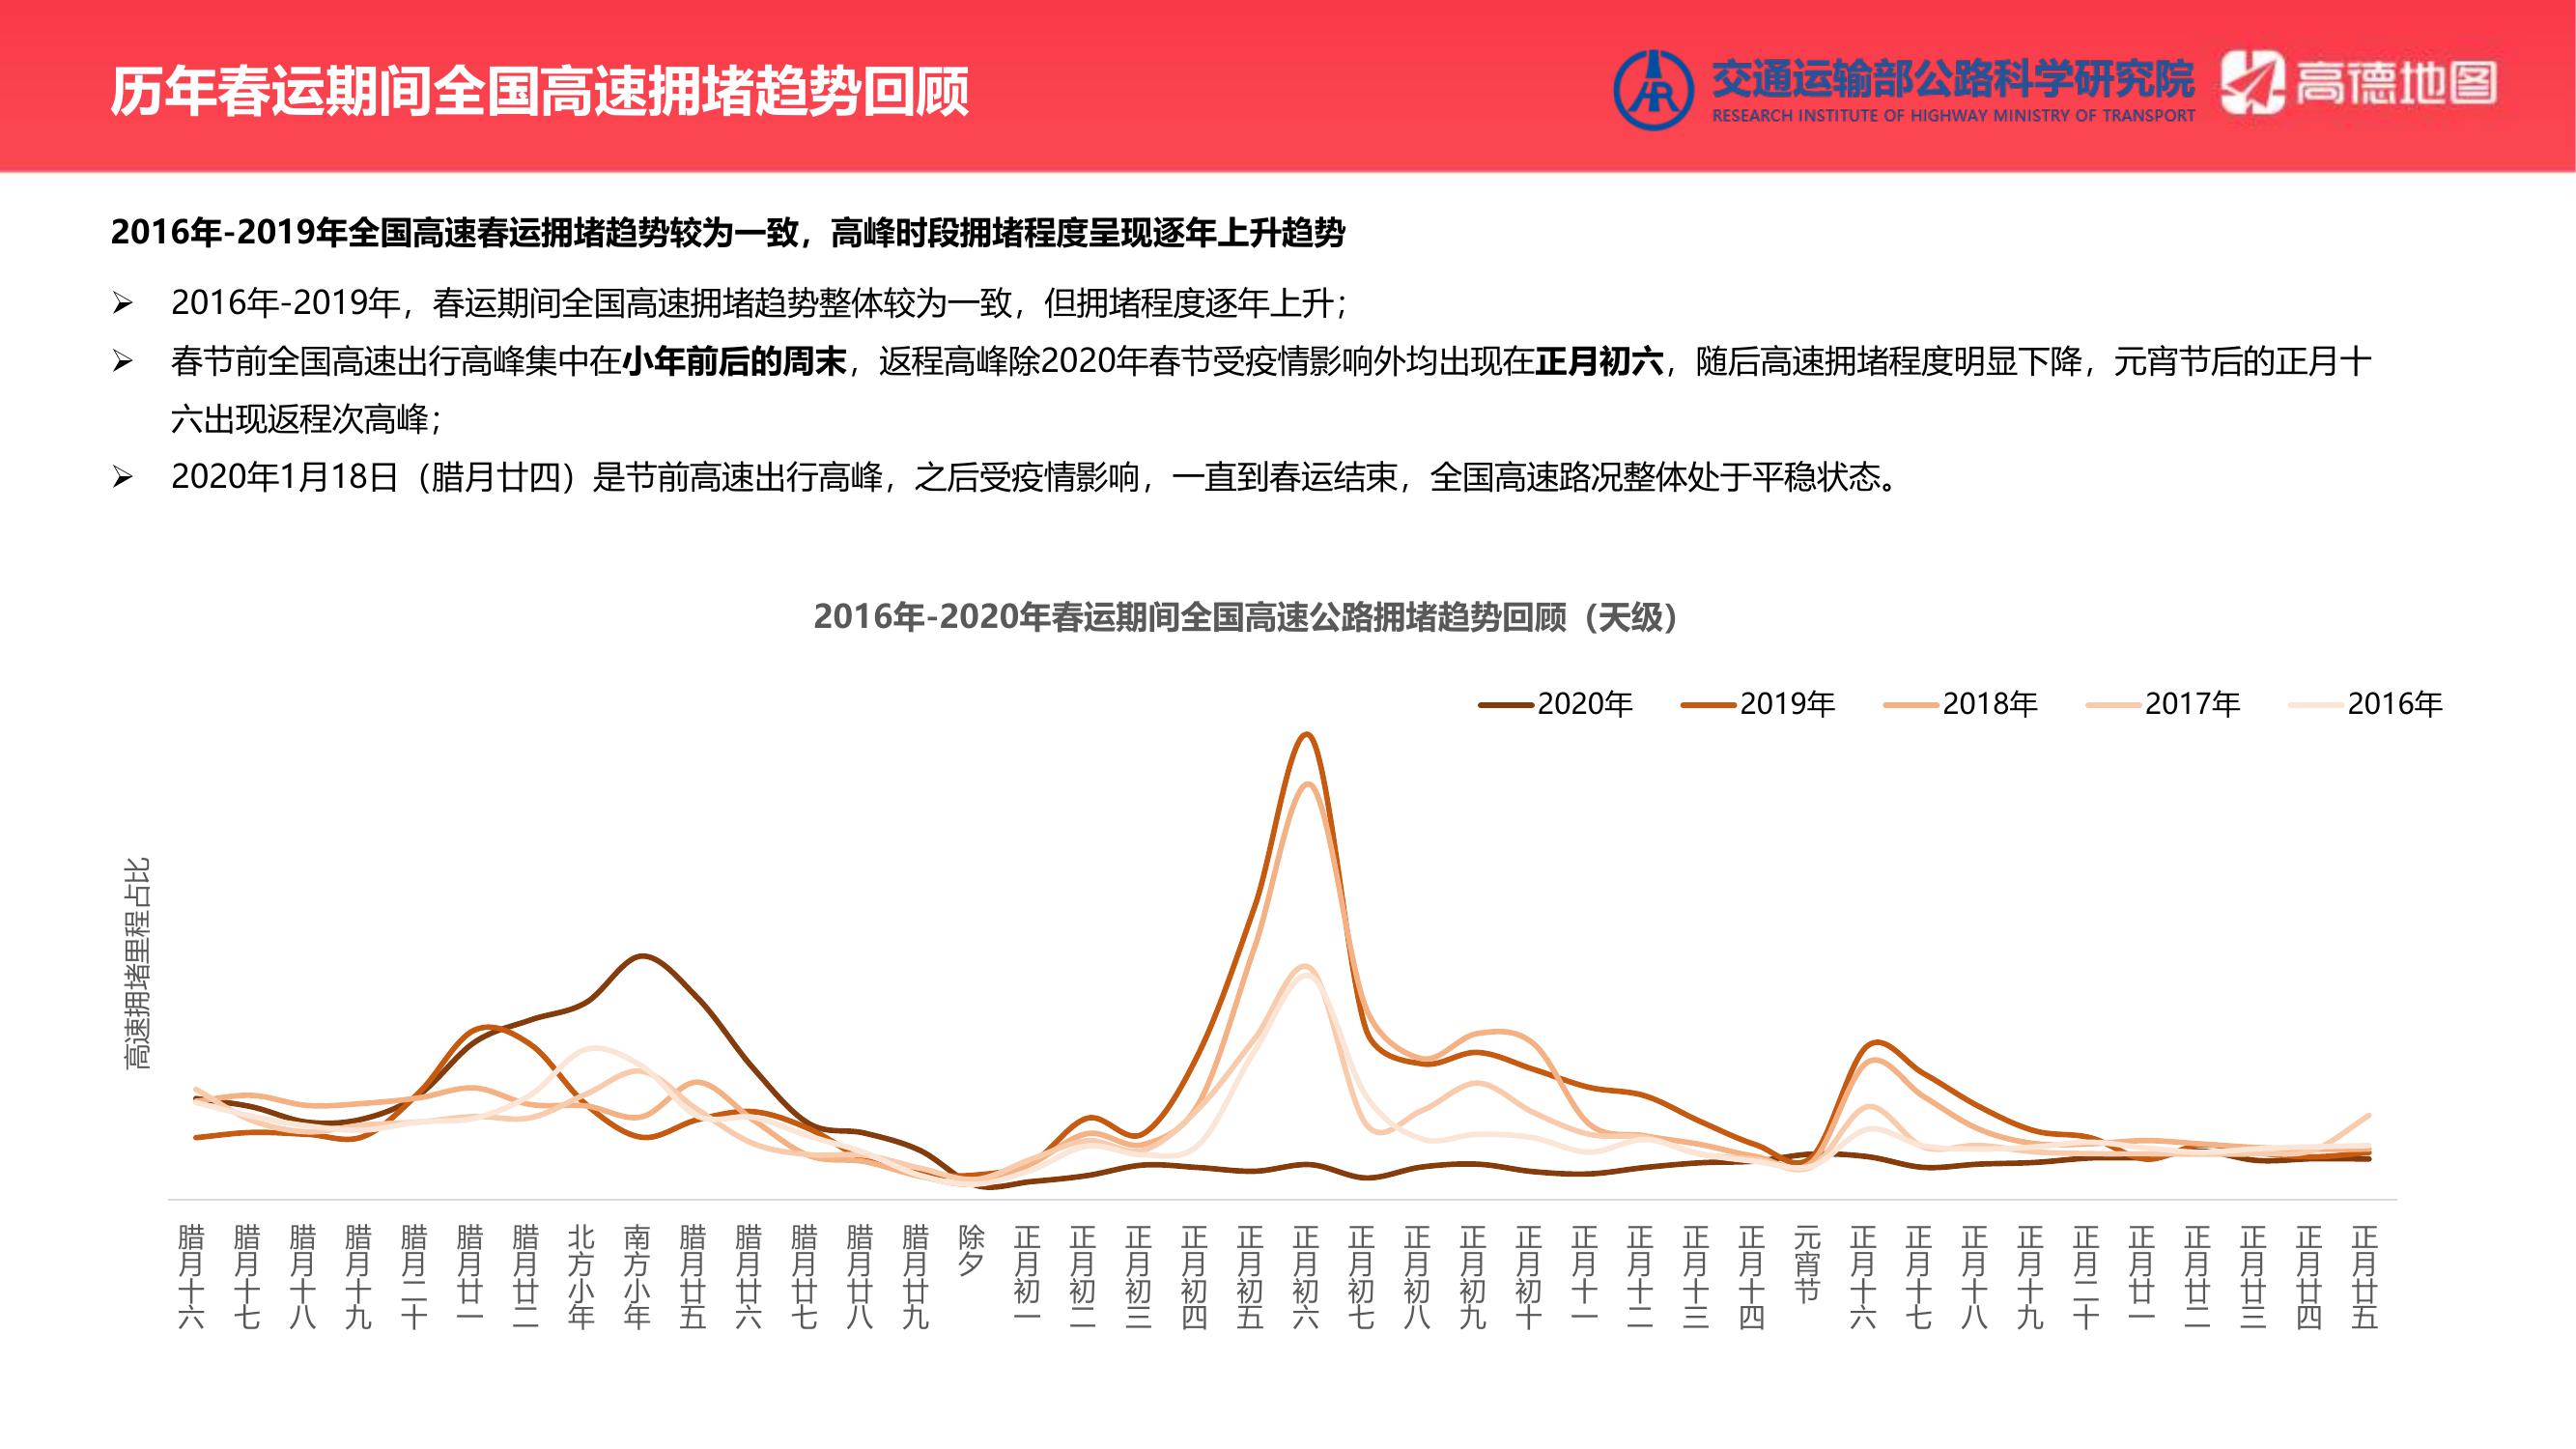 历年春运期间全国高速拥堵趋势回顾
交通运输部公路科学研究院
RESEARCH INSTITUTE OF HIGHWAY MINISTRY OF TRANSPORT
高德地图
2016年-2019年全国高速春运拥堵趋势较为一致，高峰时段拥堵程度呈现逐年上升趋势
➢ 2016年-2019年，春运期间全国高速拥堵趋势整体较为一致，但拥堵程度逐年上升；
➢ 春节前全国高速出行高峰集中在小年前后的周末，返程高峰除2020年春节受疫情影响外均出现在正月初六，随后高速拥堵程度明显下降，元宵节后的正月十
六出现返程次高峰；
➢ 2020年1月18日（腊月廿四）是节前高速出行高峰，之后受疫情影响，一直到春运结束，全国高速路况整体处于平稳状态。
2016年-2020年春运期间全国高速公路拥堵趋势回顾（天级）
2020年
2019年
2018年
2017年
2016年
高速拥堵里程占比
腊月十六
腊月十七
腊月十八
腊月十九
腊月二十
腊月廿一
腊月廿二
北方小年
南方小年
腊月廿五
腊月廿六
腊月廿七
腊月廿八
腊月廿九
除夕
正月初一
正月初二
正月初三
正月初四
正月初五
正月初六
正月初七
正月初八
正月初九
正月初十
正月十一
正月十二
正月十三
正月十四
元宵节
正月十六
正月十七
正月十八
正月十九
正月二十
正月廿一
正月廿二
正月廿三
正月廿四
正月廿五